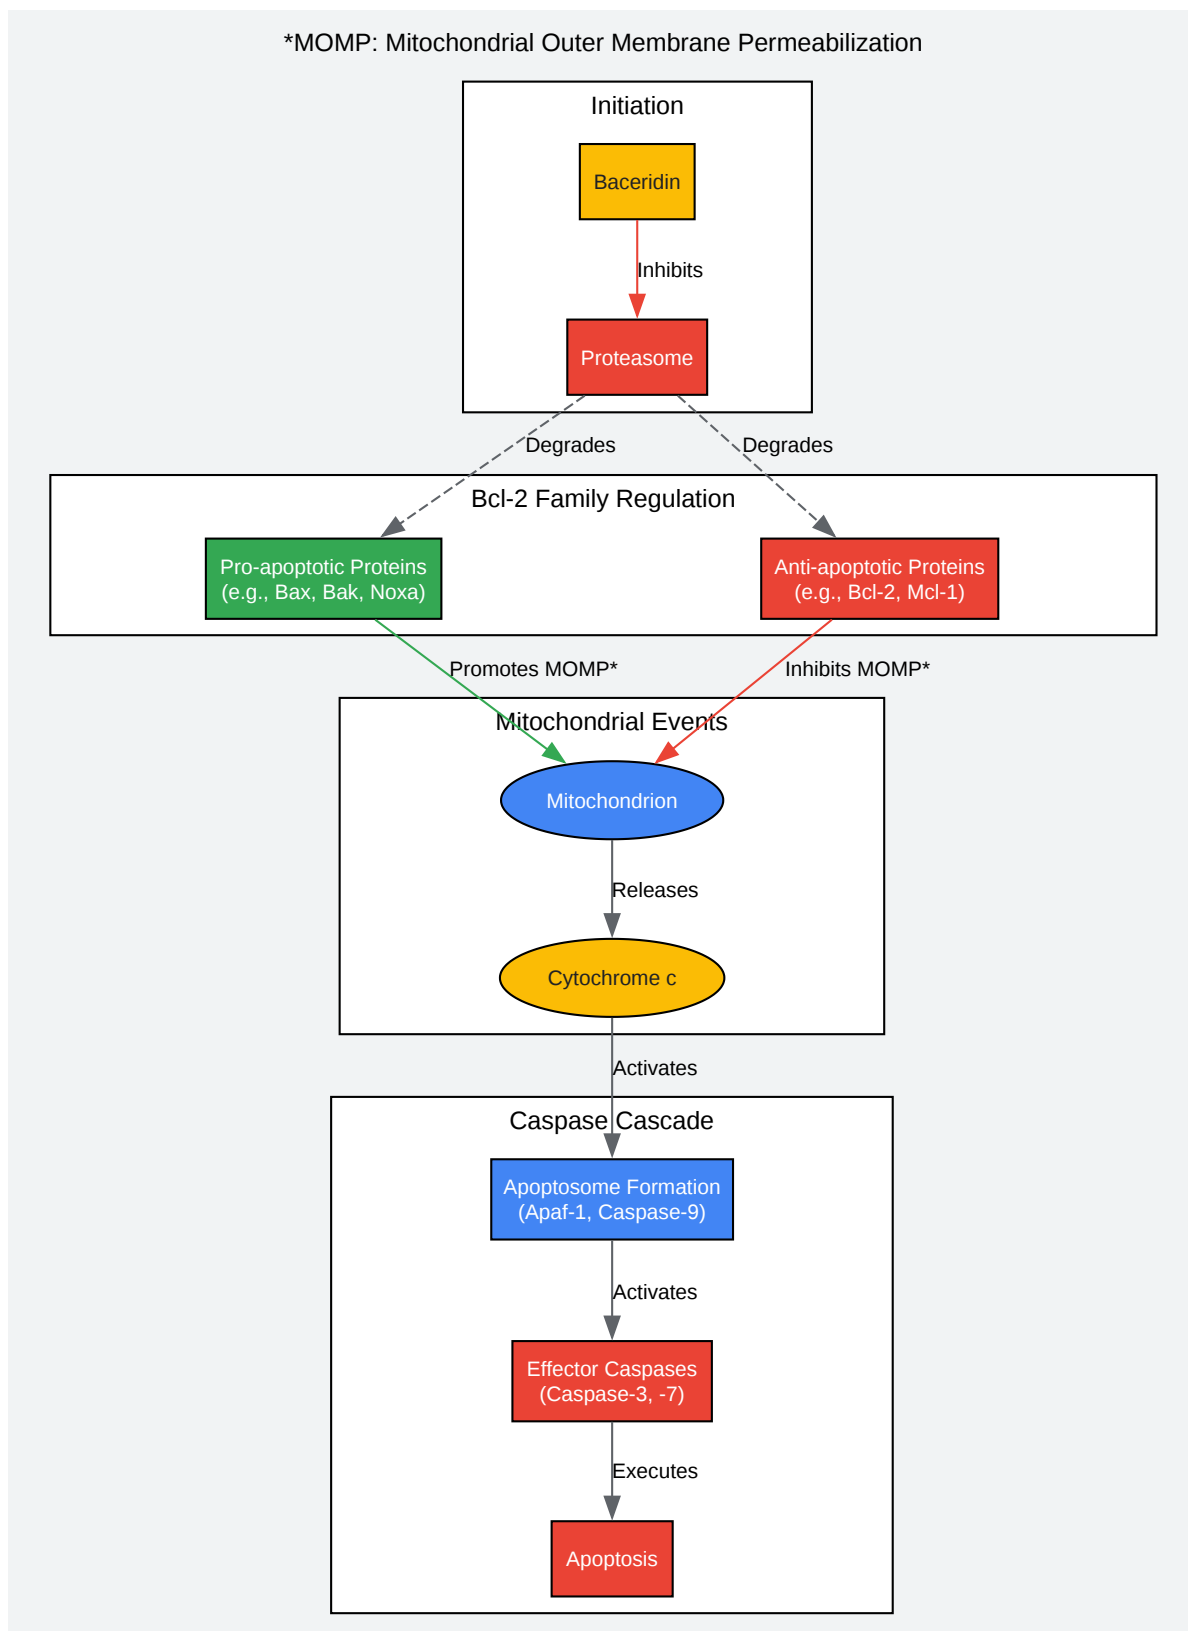 *MOMP: Mitochondrial Outer Membrane Permeabilization
Initiation
Baceridin
Inhibits
Proteasome
Degrades
Degrades
Bcl-2 Family Regulation
Pro-apoptotic Proteins
(e.g., Bax, Bak, Noxa)
Anti-apoptotic Proteins
(e.g., Bcl-2, Mcl-1)
Promotes MOMP*
Inhibits MOMP*
Mitochondrial Events
Mitochondrion
Releases
Cytochrome c
Activates
Caspase Cascade
Apoptosome Formation
(Apaf-1, Caspase-9)
Activates
Effector Caspases
(Caspase-3, -7)
Executes
Apoptosis